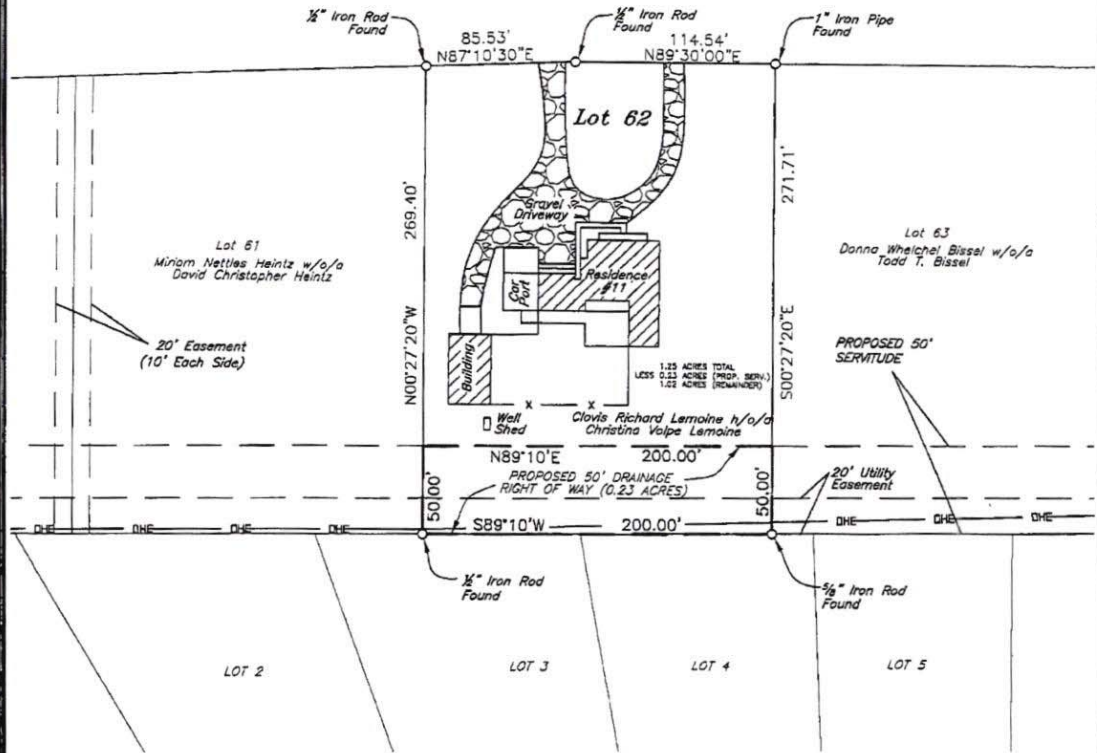 ½" Iron Rod
Found
½" Iron Rod
Found
1" Iron Pipe
Found
85.53'
N87°10'30"E
114.54'
N89°30'00"E
Lot 62
269.40'
271.71'
Gravel
Driveway
Lot 61
Miriam Nettles Heintz w/o/a
David Christopher Heintz
Lot 63
Donna Whelchel Bissel w/o/a
Todd T. Bissel
Car
Port
Residence
#11
N00°27'20"W
S00°27'20"E
20' Easement
(10' Each Side)
PROPOSED 50'
SERVITUDE
Building
1.25 ACRES TOTAL
LESS 0.23 ACRES (PROP. SERV.)
1.02 ACRES (REMAINDER)
X X
Well
Shed
Clovis Richard Lemoine h/o/a
Christina Volpe Lemoine
N89°10'E 200.00'
PROPOSED 50' DRAINAGE
RIGHT OF WAY (0.23 ACRES)
20' Utility
Easement
50.00'
50.00'
S89°10'W 200.00'
OHE OHE OHE OHE OHE OHE OHE
½" Iron Rod
Found
⅝" Iron Rod
Found
LOT 2
LOT 3
LOT 4
LOT 5